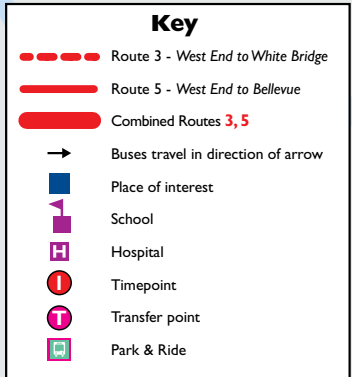 Key
Route 3 - West End to White Bridge
Route 5 - West End to Bellevue
Combined Routes 3, 5
Buses travel in direction of arrow
Place of interest
School
H Hospital
I Timepoint
T Transfer point
Park & Ride